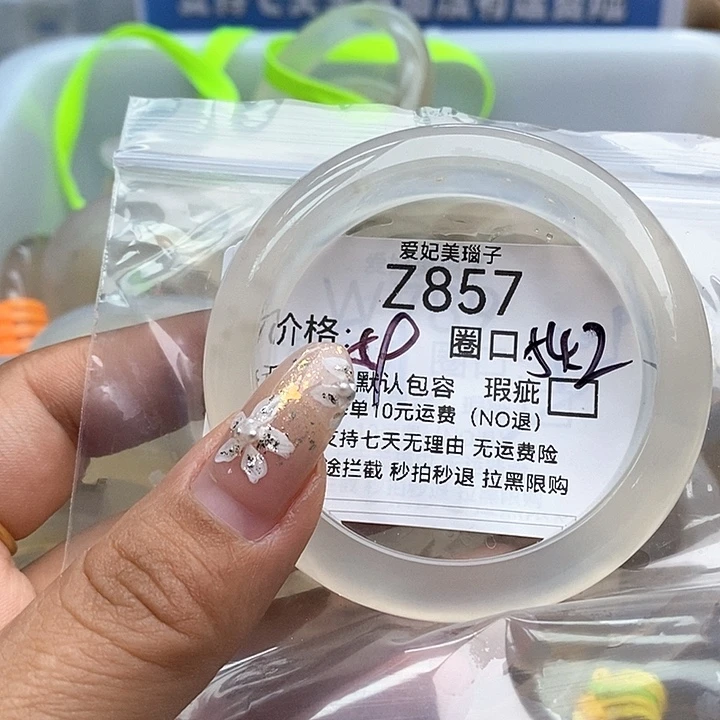 爱妃美瑙子
Z857
介格: 圈口:542
默认包容 瑕疵
单10元运费 (NO退)
支持七天无理由 无运费险
途拦截 秒拍秒退 拉黑限购